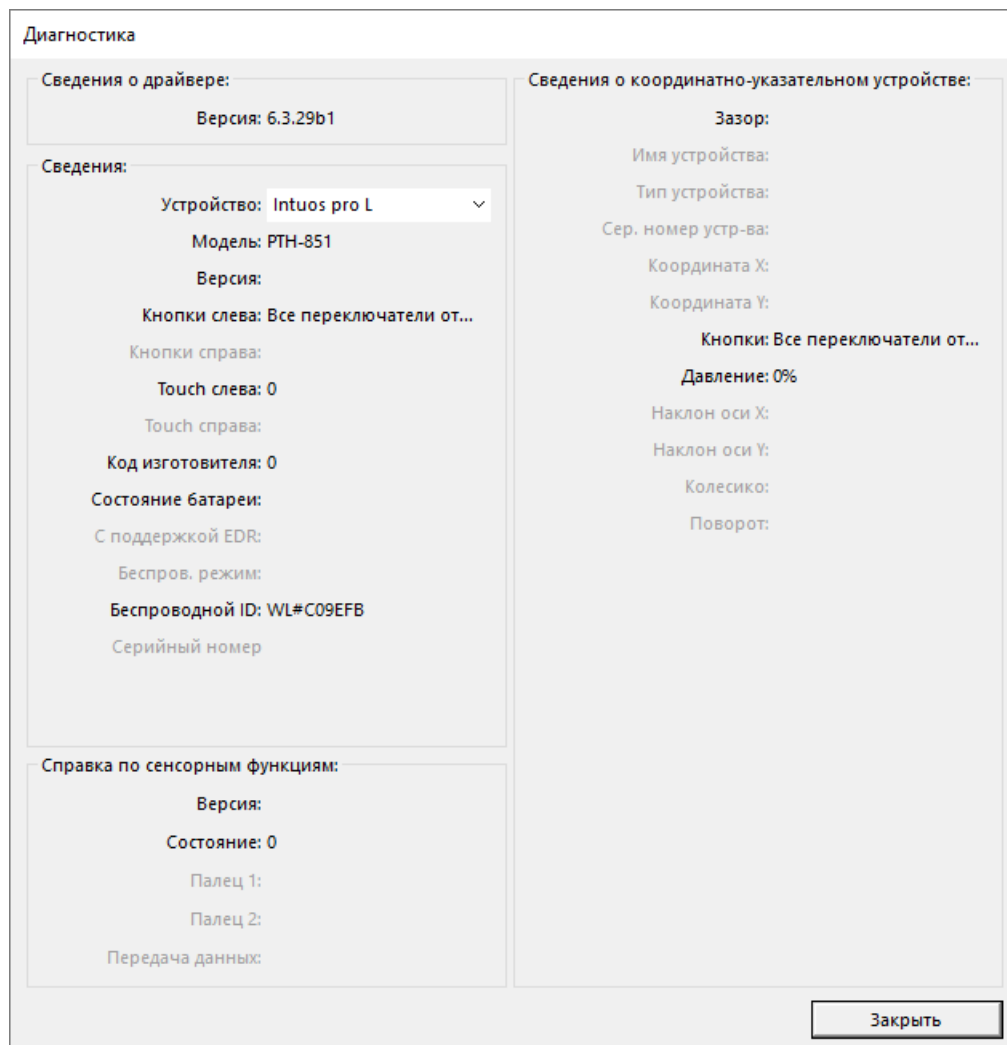 Диагностика
Сведения о драйвере:
Версия: 6.3.29b1
Сведения:
Устройство: Intuos pro L
Модель: PTH-851
Версия:
Кнопки слева: Все переключатели от...
Кнопки справа:
Touch слева: 0
Touch справа:
Код изготовителя: 0
Состояние батареи:
С поддержкой EDR:
Беспров. режим:
Беспроводной ID: WL#C09EFB
Серийный номер
Справка по сенсорным функциям:
Версия:
Состояние: 0
Палец 1:
Палец 2:
Передача данных:
Сведения о координатно-указательном устройстве:
Зазор:
Имя устройства:
Тип устройства:
Сер. номер устр-ва:
Координата X:
Координата Y:
Кнопки: Все переключатели от...
Давление: 0%
Наклон оси X:
Наклон оси Y:
Колесико:
Поворот:
Закрыть